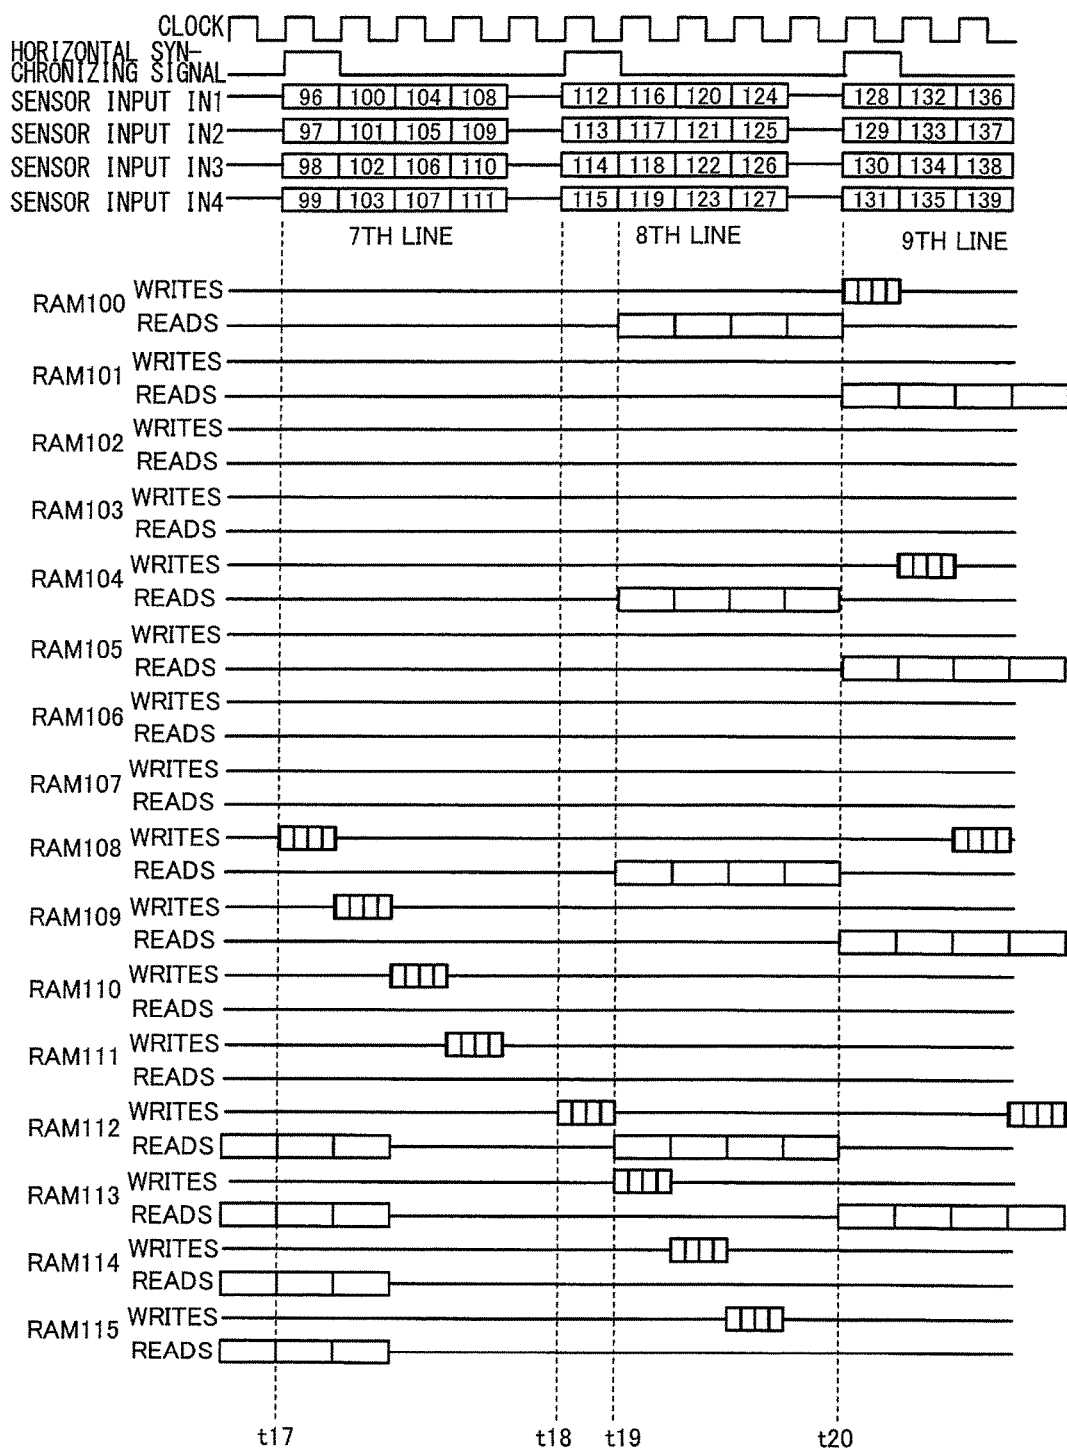 CLOCK
HORIZONTAL SYN-
CHRONIZING SIGNAL
SENSOR INPUT IN1 96 100 104 108 112 116 120 124 128 132 136
SENSOR INPUT IN2 97 101 105 109 113 117 121 125 129 133 137
SENSOR INPUT IN3 98 102 106 110 114 118 122 126 130 134 138
SENSOR INPUT IN4 99 103 107 111 115 119 123 127 131 135 139
7TH LINE 8TH LINE 9TH LINE
RAM100 WRITES
READS
RAM101 WRITES
READS
RAM102 WRITES
READS
RAM103 WRITES
READS
RAM104 WRITES
READS
RAM105 WRITES
READS
RAM106 WRITES
READS
RAM107 WRITES
READS
RAM108 WRITES
READS
RAM109 WRITES
READS
RAM110 WRITES
READS
RAM111 WRITES
READS
RAM112 WRITES
READS
RAM113 WRITES
READS
RAM114 WRITES
READS
RAM115 WRITES
READS
t17 t18 t19 t20